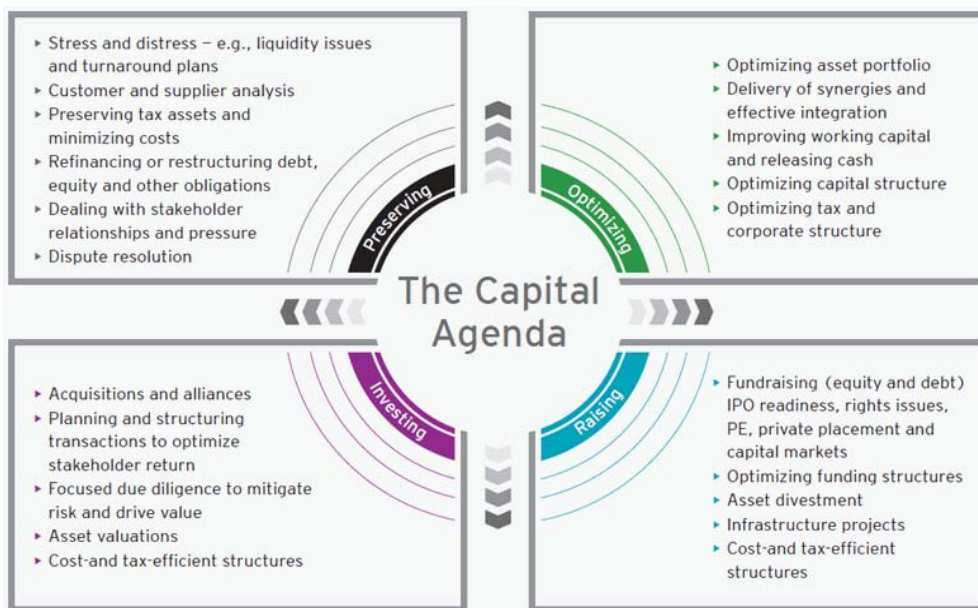 Stress and distress – e.g., liquidity issues
and turnaround plans
Customer and supplier analysis
Preserving tax assets and
minimizing costs
Refinancing or restructuring debt,
equity and other obligations
Dealing with stakeholder
relationships and pressure
Dispute resolution
Preserving
Optimizing asset portfolio
Delivery of synergies and
effective integration
Improving working capital
and releasing cash
Optimizing capital structure
Optimizing tax and
corporate structure
Optimizing
The Capital
Agenda
Acquisitions and alliances
Planning and structuring
transactions to optimize
stakeholder return
Focused due diligence to mitigate
risk and drive value
Asset valuations
Cost-and tax-efficient structures
Investing
Fundraising (equity and debt)
IPO readiness, rights issues,
PE, private placement and
capital markets
Optimizing funding structures
Asset divestment
Infrastructure projects
Cost-and tax-efficient
structures
Raising